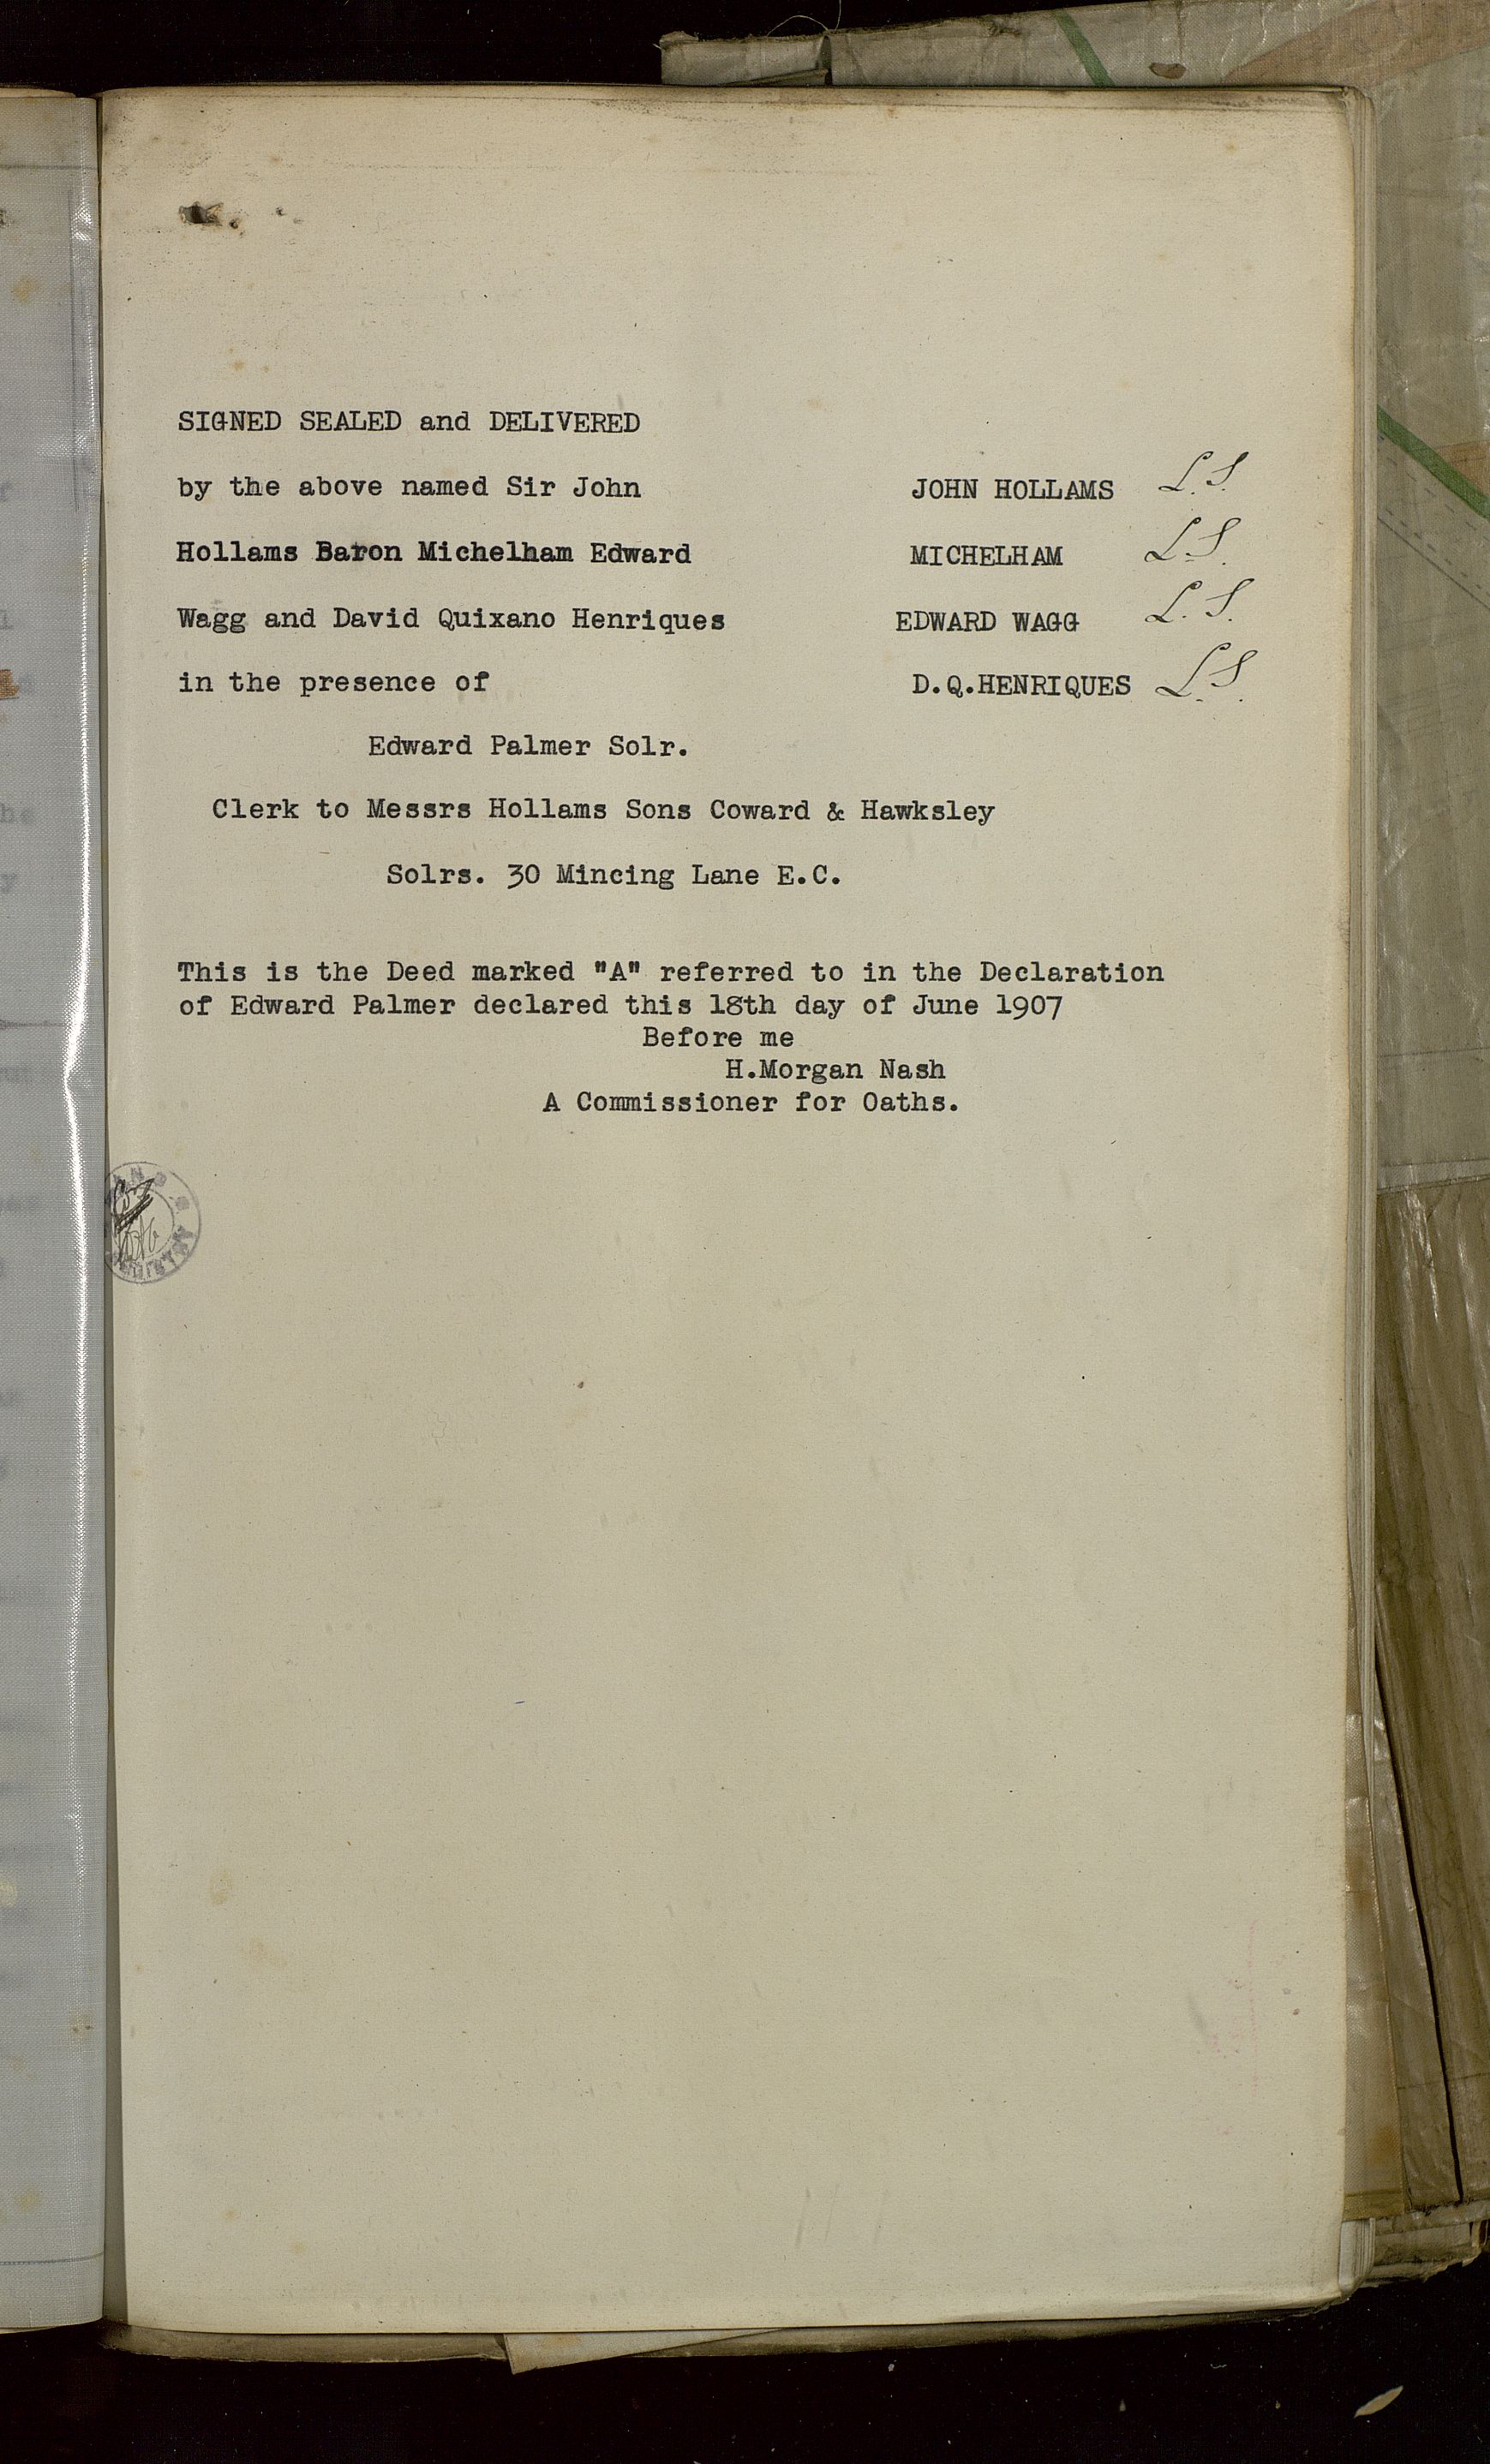 SIGNED SEALED and DELIVERED
by the above named Sir John JOHN HOLLAMS L.S.
Hollams Baron Michelham Edward MICHELHAM L.S.
Wagg and David Quixano Henriques EDWARD WAGG L.S.
in the presence of D.Q.HENRIQUES L.S.
Edward Palmer Solr.
Clerk to Messrs Hollams Sons Coward & Hawksley
Solrs. 30 Mincing Lane E.C.
This is the Deed marked "A" referred to in the Declaration
of Edward Palmer declared this 18th day of June 1907
Before me
H.Morgan Nash
A Commissioner for Oaths.